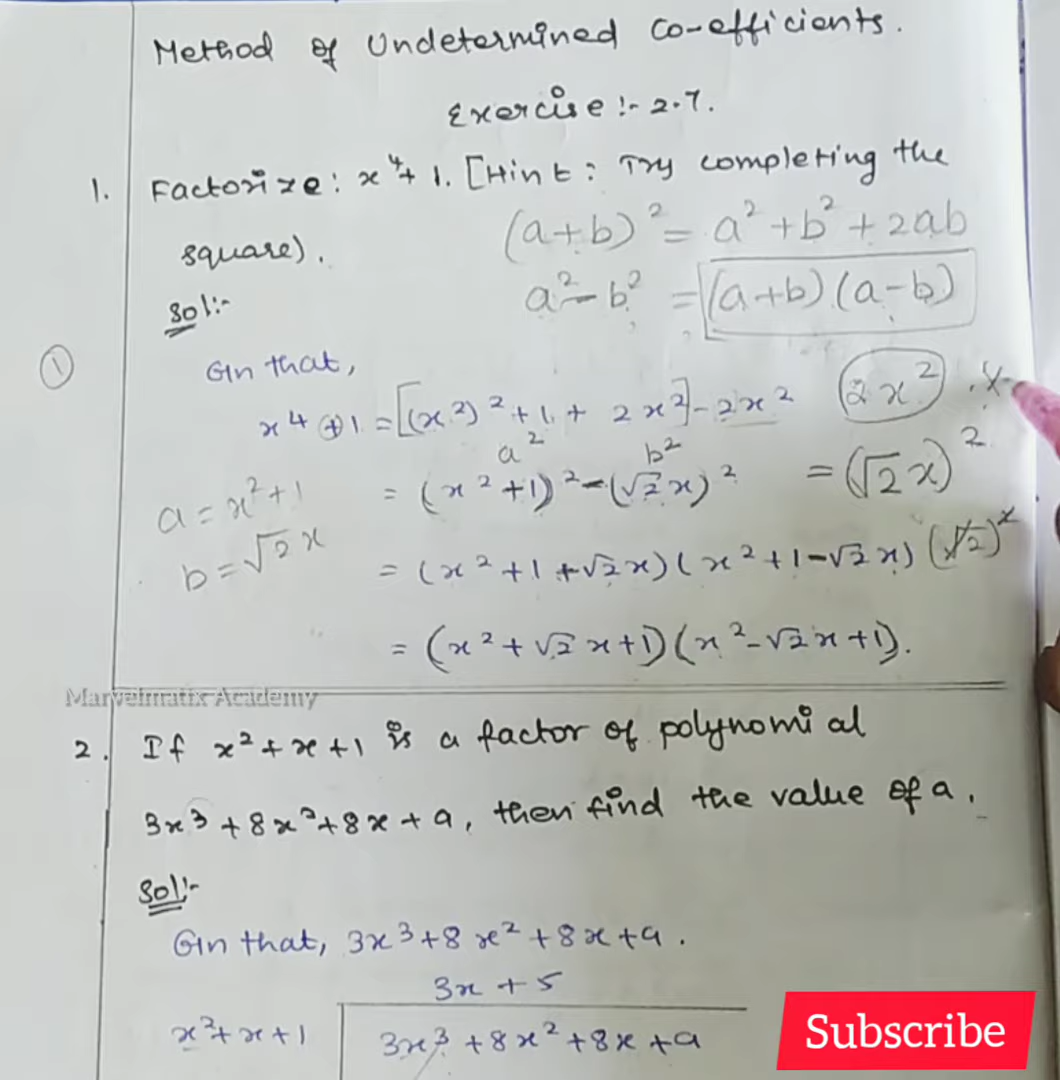 Method of Undetermined Co-efficients.
Exercise :- 2.7.
1. Factorize: x⁴+1. [Hint: Try completing the
square).
(a+b)² = a²+b²+2ab
a²-b² = (a+b)(a-b)
Sol:-
①
Gn that,
x⁴+1 = [(x²)²+1+2x²]-2x²
2x²
a² b²
a = x²+1
= (x²+1)²-(√2x)²
= (√2x)²
b = √2x
= (x²+1+√2x)(x²+1-√2x)
(√2)²
= (x²+√2x+1)(x²-√2x+1).
Marvelmatix Academy
2. If x²+x+1 is a factor of polynomial
3x³+8x²+8x+a, then find the value of a.
Sol:-
Gn that, 3x³+8x²+8x+a.
3x+5
x²+x+1 3x³+8x²+8x+a
Subscribe